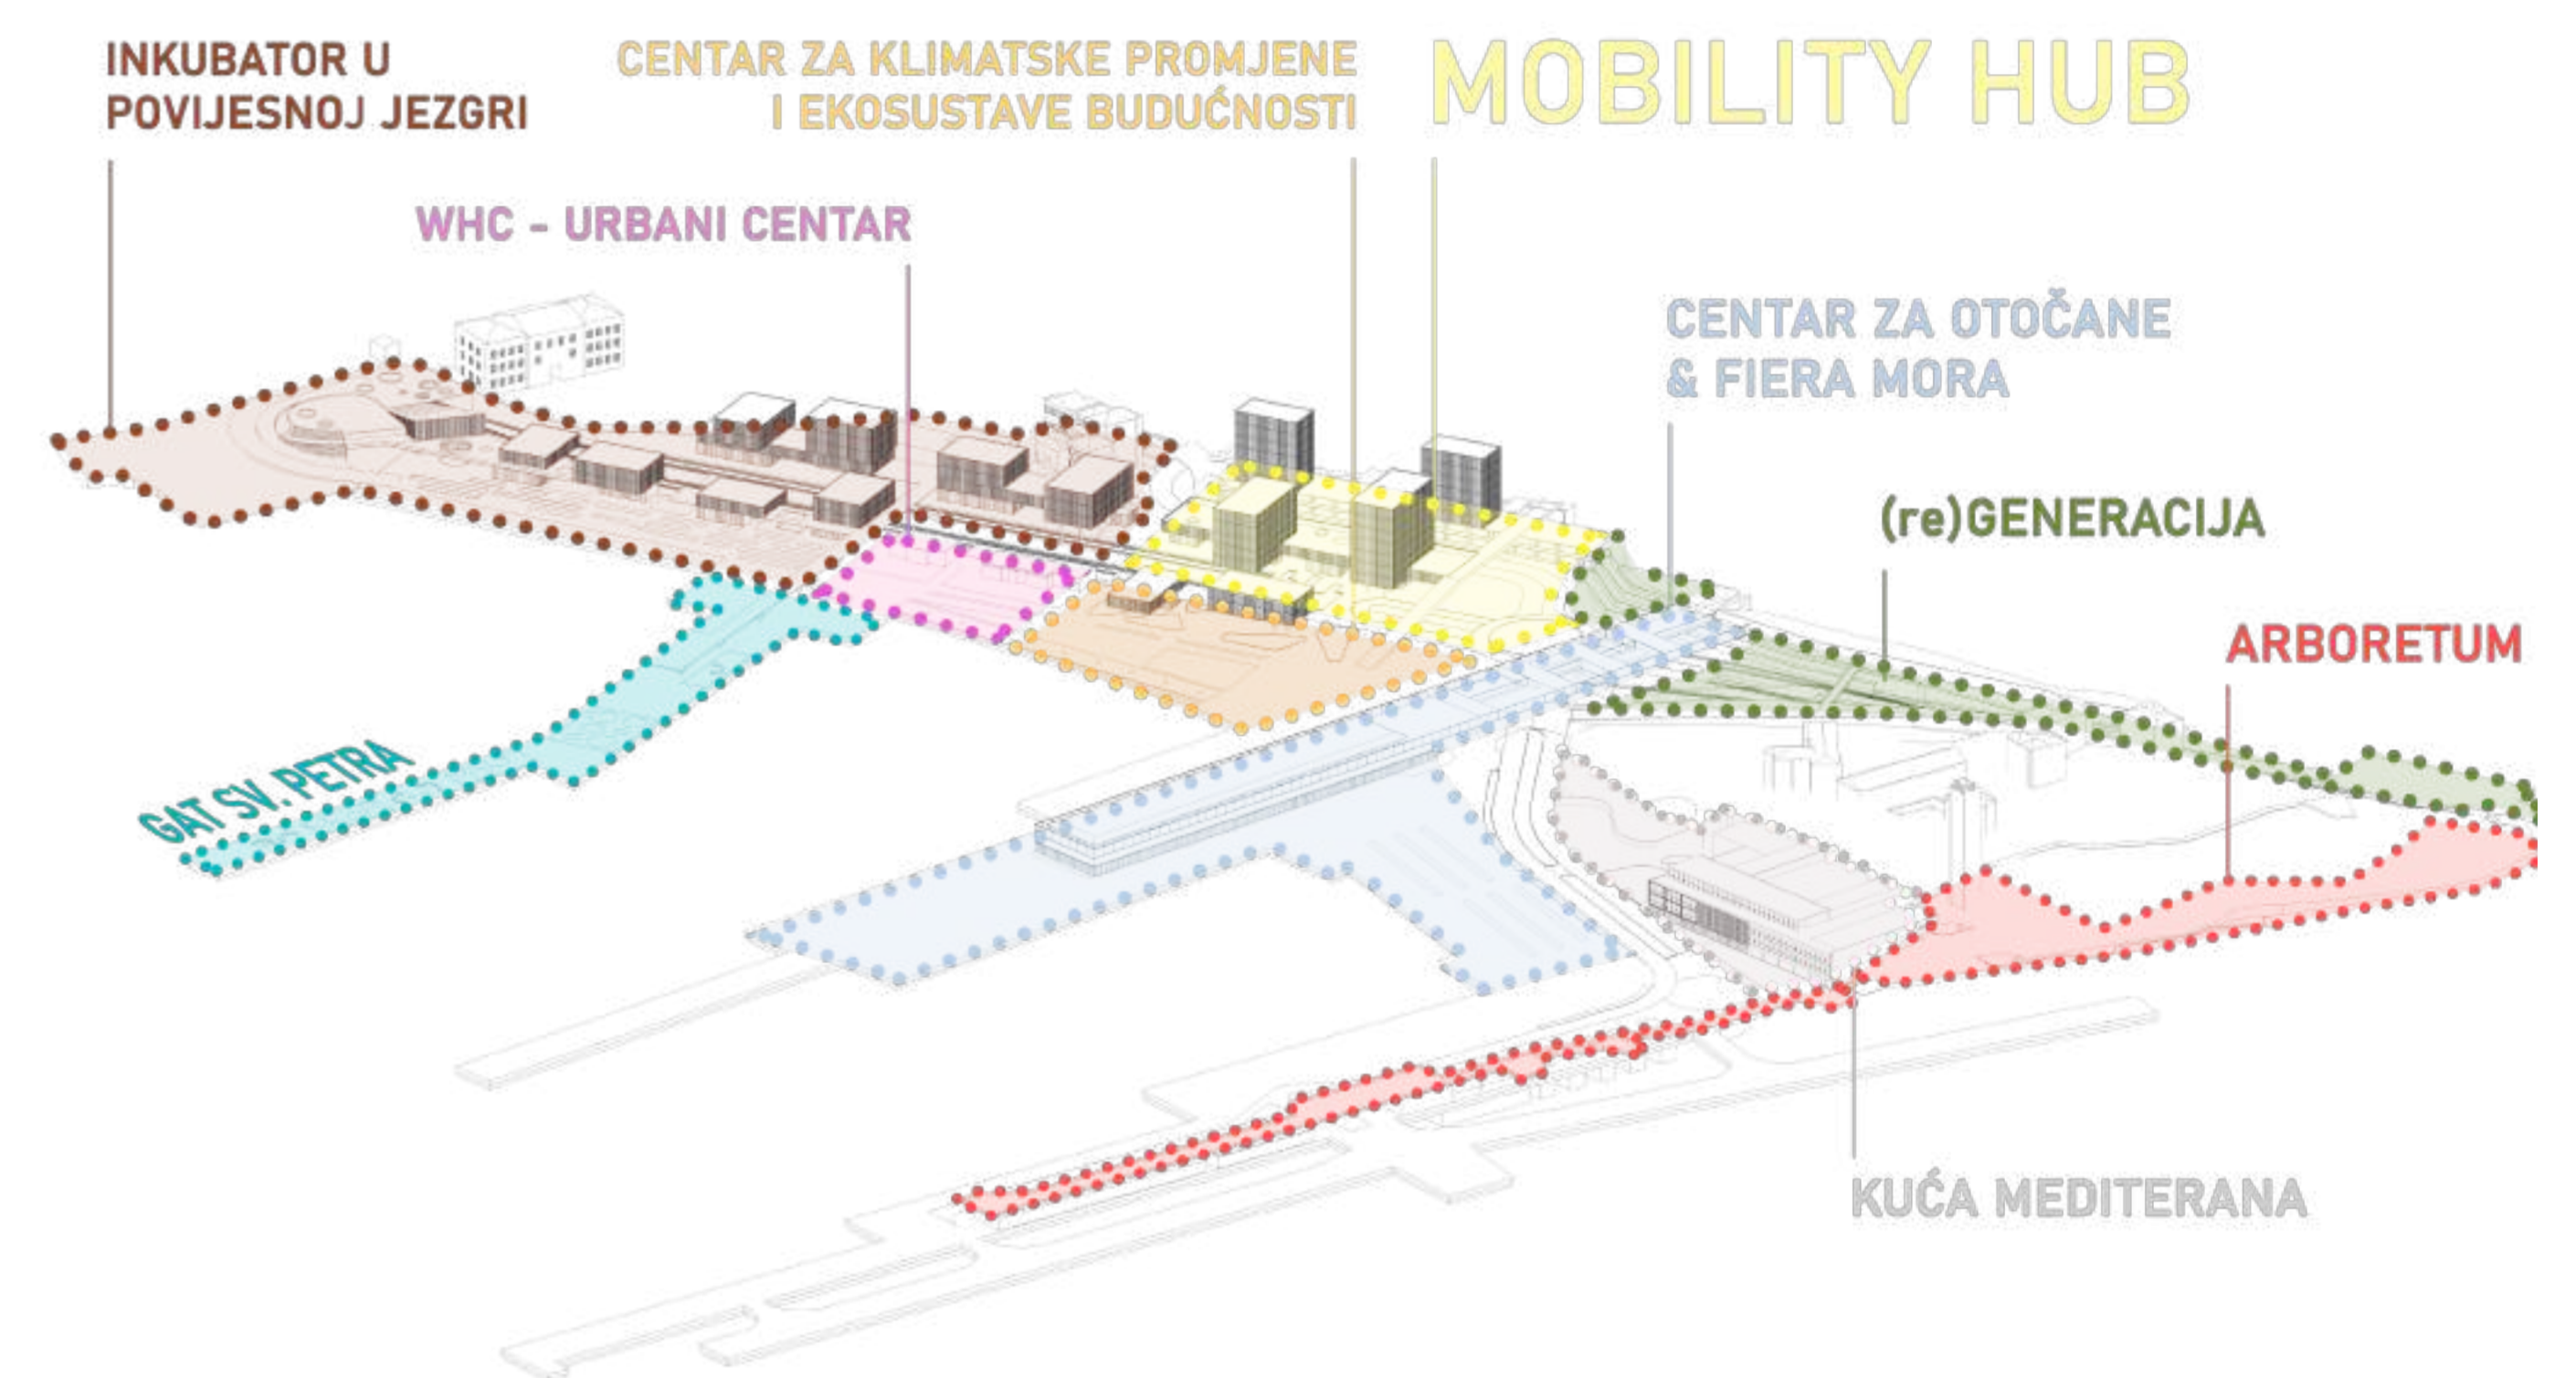 INKUBATOR U
POVIJESNOJ JEZGRI
CENTAR ZA KLIMATSKE PROMJENE
I EKOSUSTAVE BUDUĆNOSTI
MOBILITY HUB
WHC - URBANI CENTAR
CENTAR ZA OTOČANE
& FIERA MORA
(re)GENERACIJA
ARBORETUM
GAT SV. PETRA
KUĆA MEDITERANA